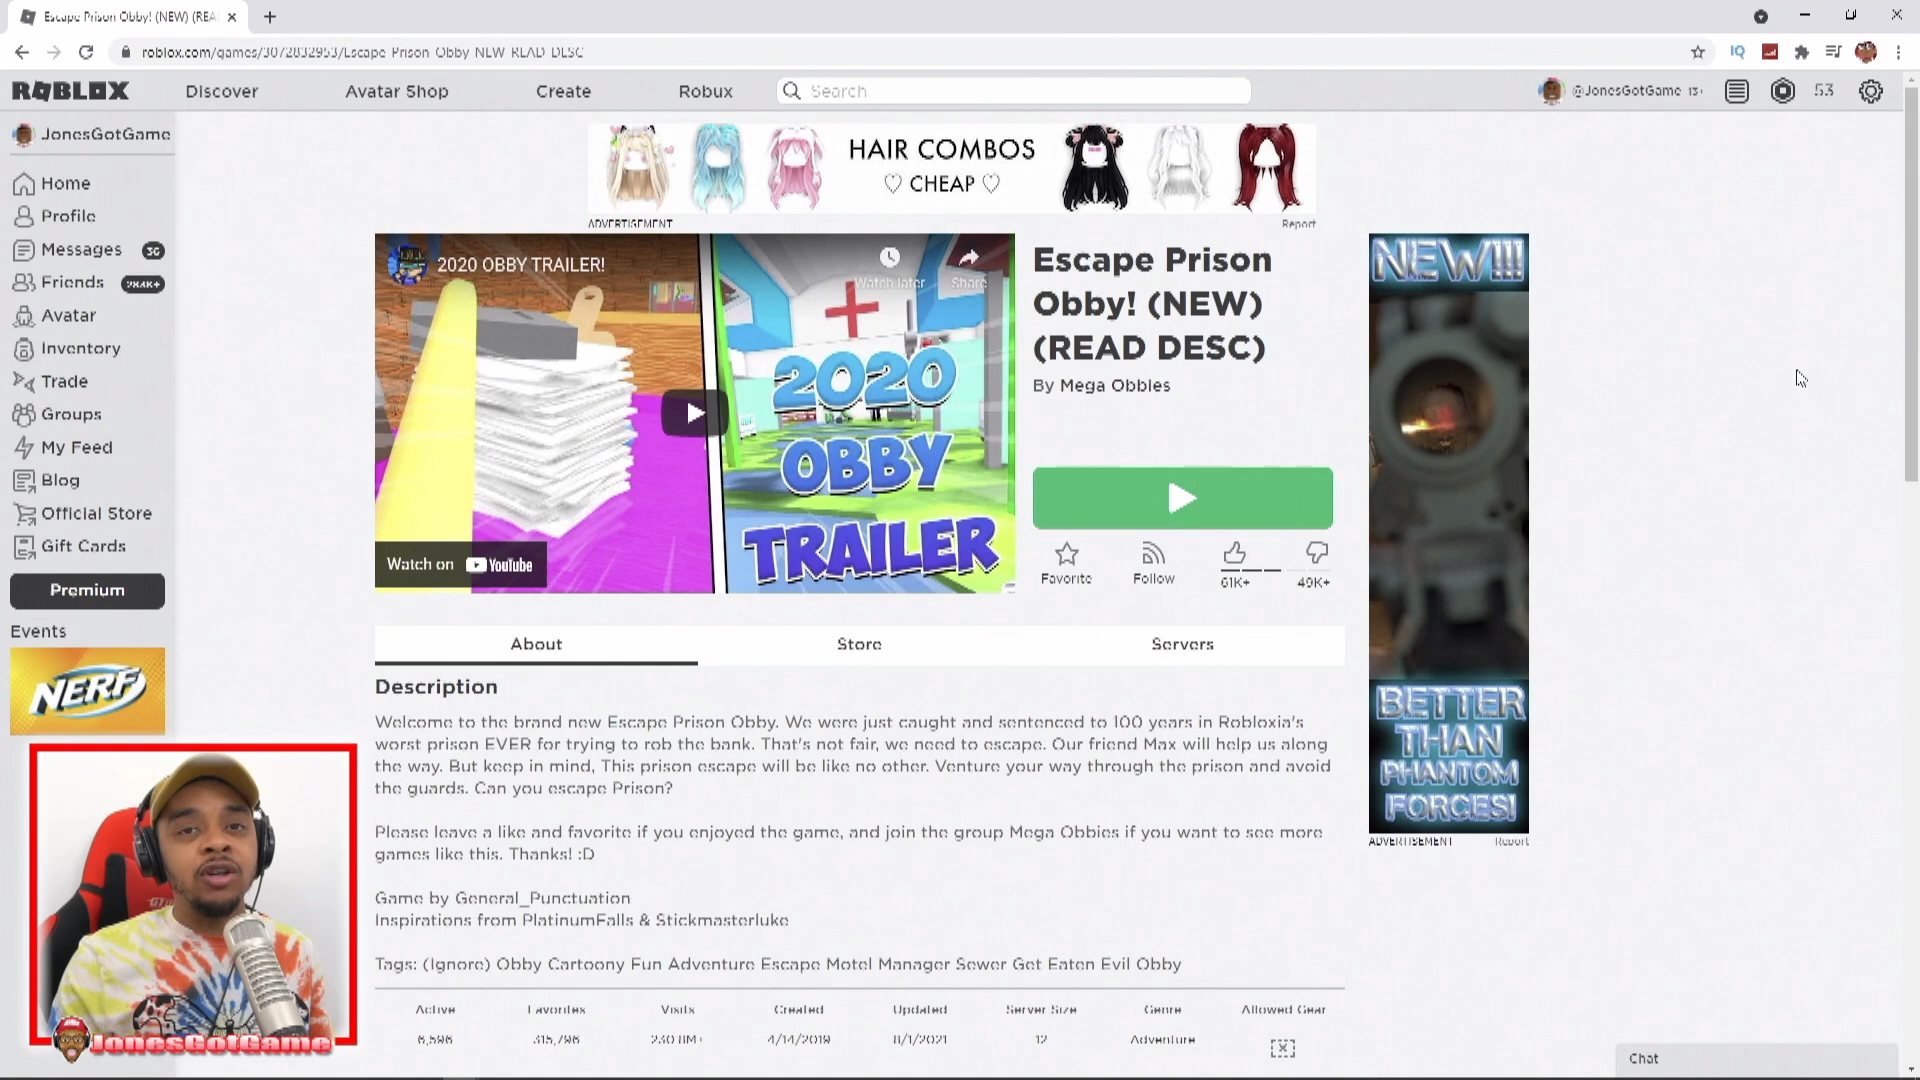 Escape Prison Obby! (NEW) (REA
roblox.com/games/3072832953/Escape-Prison-Obby-NEW-READ-DESC
IQ
ROBLOX
Discover
Avatar Shop
Create
Robux
Search
@JonesGotGame 13+
53
JonesGotGame
Home
Profile
Messages
Friends
Avatar
Inventory
Trade
Groups
My Feed
Blog
Official Store
Gift Cards
Premium
Events
NERF
HAIR COMBOS
♡ CHEAP ♡
ADVERTISEMENT
Report
2020 OBBY TRAILER!
Watch later
Share
2020
OBBY
TRAILER
Watch on YouTube
Escape Prison
Obby! (NEW)
(READ DESC)
By Mega Obbies
Favorite
Follow
61K+
49K+
NEW!!!
BETTER
THAN
PHANTOM
FORCES!
ADVERTISEMENT
Report
About
Store
Servers
Description
Welcome to the brand new Escape Prison Obby. We were just caught and sentenced to 100 years in Robloxia's
worst prison EVER for trying to rob the bank. That's not fair, we need to escape. Our friend Max will help us along
the way. But keep in mind, This prison escape will be like no other. Venture your way through the prison and avoid
the guards. Can you escape Prison?
Please leave a like and favorite if you enjoyed the game, and join the group Mega Obbies if you want to see more
games like this. Thanks! :D
Game by General_Punctuation
Inspirations from PlatinumFalls & Stickmasterluke
Tags: (Ignore) Obby Cartoony Fun Adventure Escape Motel Manager Sewer Get Eaten Evil Obby
Active
Favorites
Visits
Created
Updated
Server Size
Genre
Allowed Gear
6,596
315,796
230.8M+
4/14/2019
8/1/2021
12
Adventure
JonesGotGame
Chat